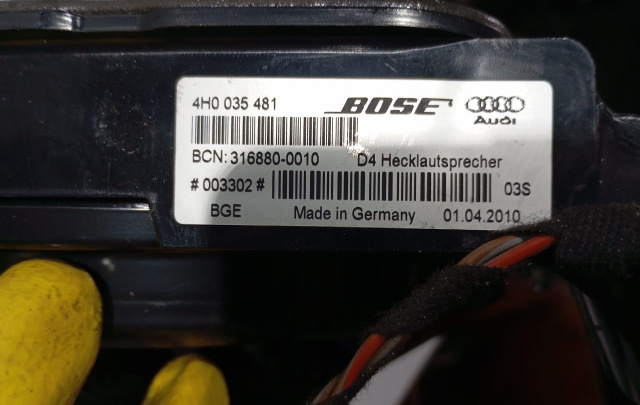 4H0 035 481 BOSE
Audi
BCN: 316880-0010 D4 Hecklautsprecher
# 003302 # 03S
BGE Made in Germany 01.04.2010